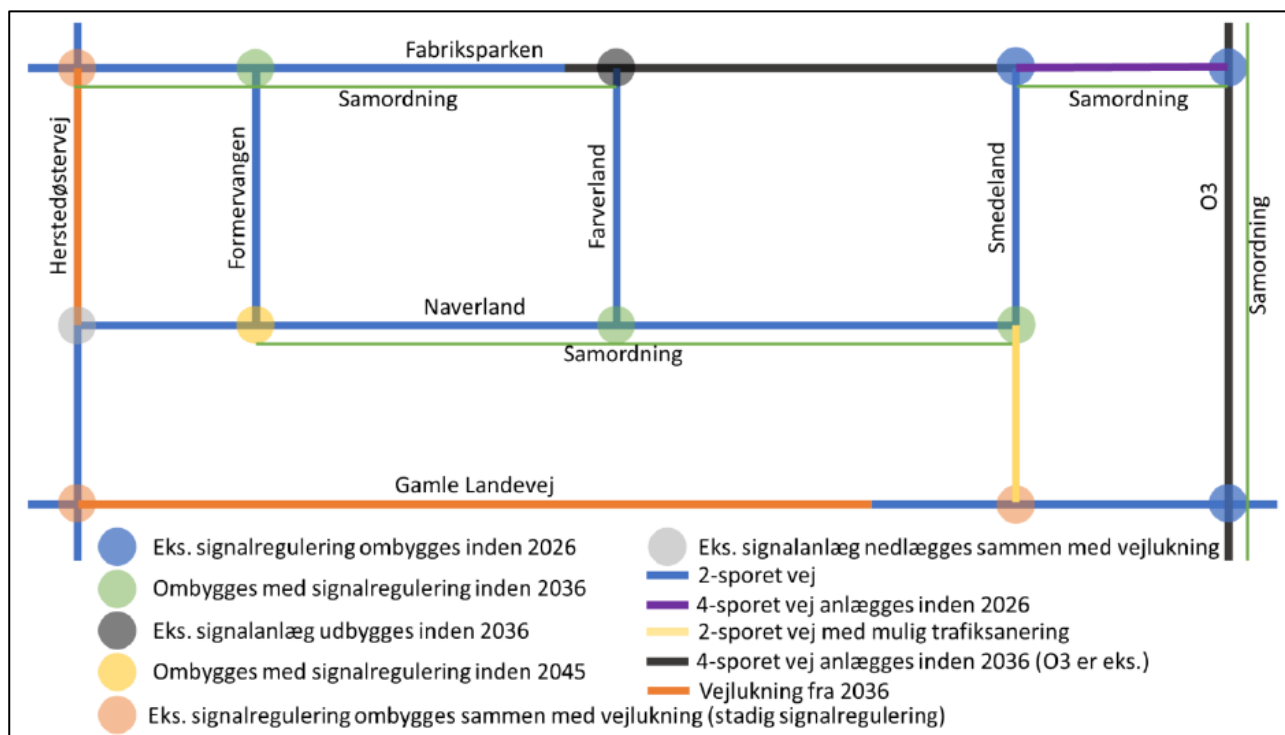 Fabriksparken
Samordning
Samordning
Herstedøstervej
Formervangen
Farverland
Smedeland
O3
Samordning
Naverland
Samordning
Gamle Landevej
Eks. signalregulering ombygges inden 2026
Ombygges med signalregulering inden 2036
Eks. signalanlæg udbygges inden 2036
Ombygges med signalregulering inden 2045
Eks. signalregulering ombygges sammen med vejlukning (stadig signalregulering)
Eks. signalanlæg nedlægges sammen med vejlukning
2-sporet vej
4-sporet vej anlægges inden 2026
2-sporet vej med mulig trafiksanering
4-sporet vej anlægges inden 2036 (O3 er eks.)
Vejlukning fra 2036